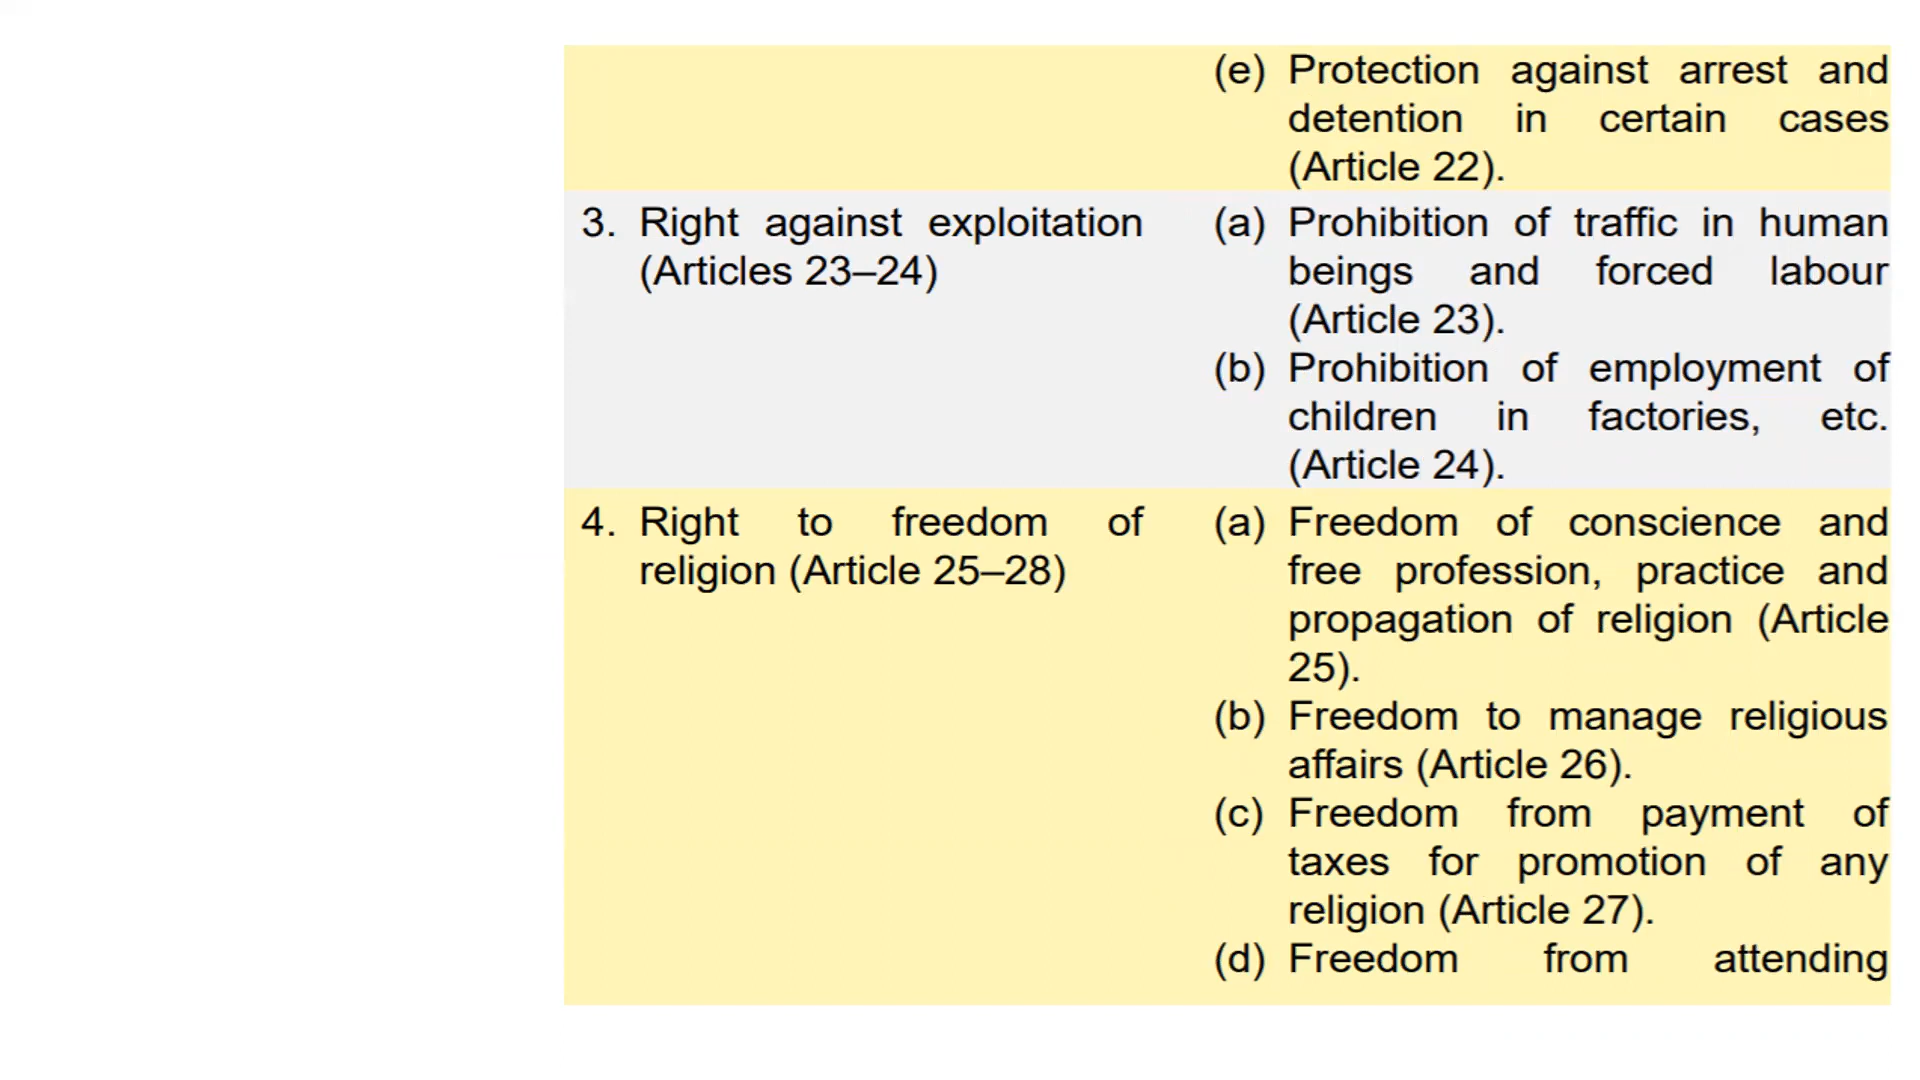 (e) Protection against arrest and
detention in certain cases
(Article 22).
3. Right against exploitation
(Articles 23–24)
(a) Prohibition of traffic in human
beings and forced labour
(Article 23).
(b) Prohibition of employment of
children in factories, etc.
(Article 24).
4. Right to freedom of
religion (Article 25–28)
(a) Freedom of conscience and
free profession, practice and
propagation of religion (Article
25).
(b) Freedom to manage religious
affairs (Article 26).
(c) Freedom from payment of
taxes for promotion of any
religion (Article 27).
(d) Freedom from attending